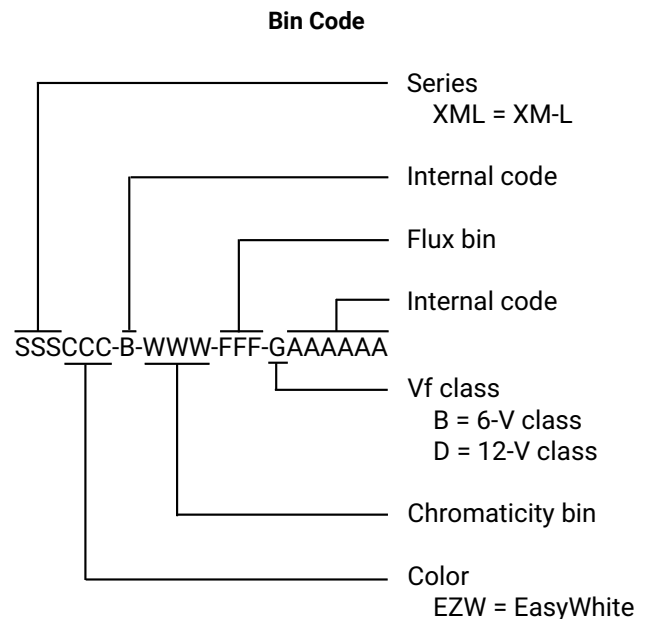 Bin Code
Series
XML = XM-L
Internal code
Flux bin
Internal code
SSSCCC-B-WWW-FFF-GAAAAAA
Vf class
B = 6-V class
D = 12-V class
Chromaticity bin
Color
EZW = EasyWhite